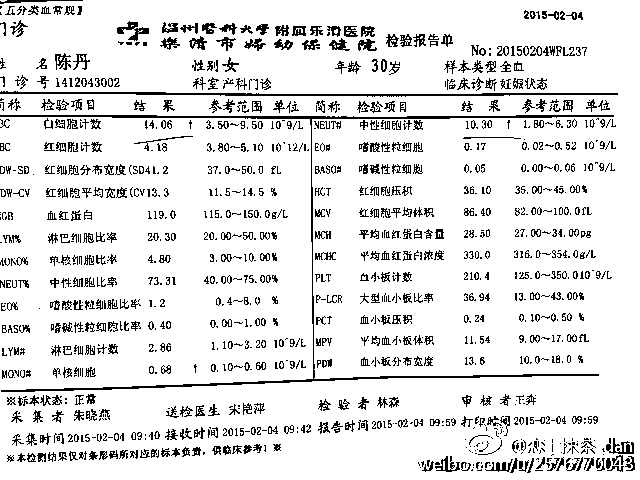 【五分类血常规】
2015-02-04
门诊 温州医科大学附属乐清医院
乐清市妇幼保健院 检验报告单
No: 20150204WFL237
姓名 陈丹 性别 女 年龄 30岁 样本类型 全血
门诊号 1412043002 科室 产科门诊 临床诊断 妊娠状态
简称 检验项目 结果 参考范围 单位 简称 检验项目 结果 参考范围 单位
BC 白细胞计数 14.06 ↑ 3.50~9.50 10^9/L NEUT# 中性细胞计数 10.30 ↑ 1.80~6.30 10^9/L
BC 红细胞计数 4.18 3.80~5.10 10^12/L EO# 嗜酸性粒细胞 0.17 0.02~0.52 10^9/L
DW-SD 红细胞分布宽度(SD41.2 37.0~50.0 fL BASO# 嗜碱性粒细胞 0.05 0.00~0.06 10^9/L
DW-CV 红细胞平均宽度(CV13.3 11.5~14.5% HCT 红细胞压积 36.10 35.00~45.00%
GB 血红蛋白 119.0 115.0~150.0g/L MCV 红细胞平均体积 86.40 82.00~100.0fL
LYM% 淋巴细胞比率 20.30 20.00~50.00% MCH 平均血红蛋白含量 28.50 27.00~34.00pg
MONO% 单核细胞比率 4.80 3.00~10.00% MCHC 平均血红蛋白浓度 330.0 316.0~354.0g/L
NEUT% 中性细胞比率 73.31 40.00~75.00% PLT 血小板计数 210.4 125.0~350.010^9/L
EO% 嗜酸性粒细胞比率 1.2 0.4~8.0 % P-LCR 大型血小板比率 36.94 13.00~43.00%
BASO% 嗜碱性粒细胞比率 0.40 0.00~1.00 % PCT 血小板压积 0.24 0.10~0.50 %
LYM# 淋巴细胞计数 2.86 1.10~3.20 10^9/L MPV 平均血小板体积 11.54 9.00~17.00fL
MONO# 单核细胞 0.68 ↑ 0.10~0.60 10^9/L PDW 血小板分布宽度 13.6 10.0~18.0 %
※标本状态: 正常
采集者 朱晓燕 送检医生 宋艳萍 检验者 林淼 审核者 王弈
采集时间 2015-02-04 09:40 接收时间 2015-02-04 09:42 报告时间 2015-02-04 09:59 打印时间 2015-02-04 09:59
※本检测结果仅对条形码所对应的标本负责，供临床参考！※
weibo.com/u/2576770043